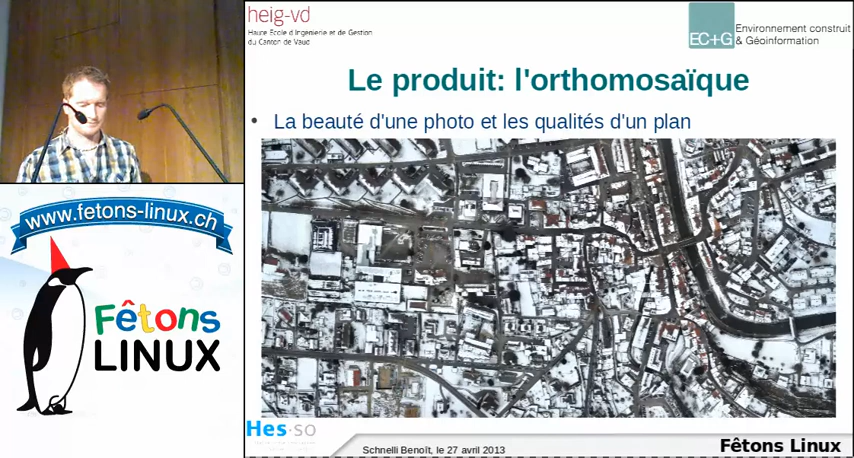 heig-vd
Haute Ecole d'Ingénierie et de Gestion
du Canton de Vaud
EC+G
Environnement construit
& Géoinformation
Le produit: l'orthomosaïque
• La beauté d'une photo et les qualités d'un plan
www.fetons-linux.ch
Fêtons
LINUX
Hes·so
Schnelli Benoît, le 27 avril 2013
Fêtons Linux